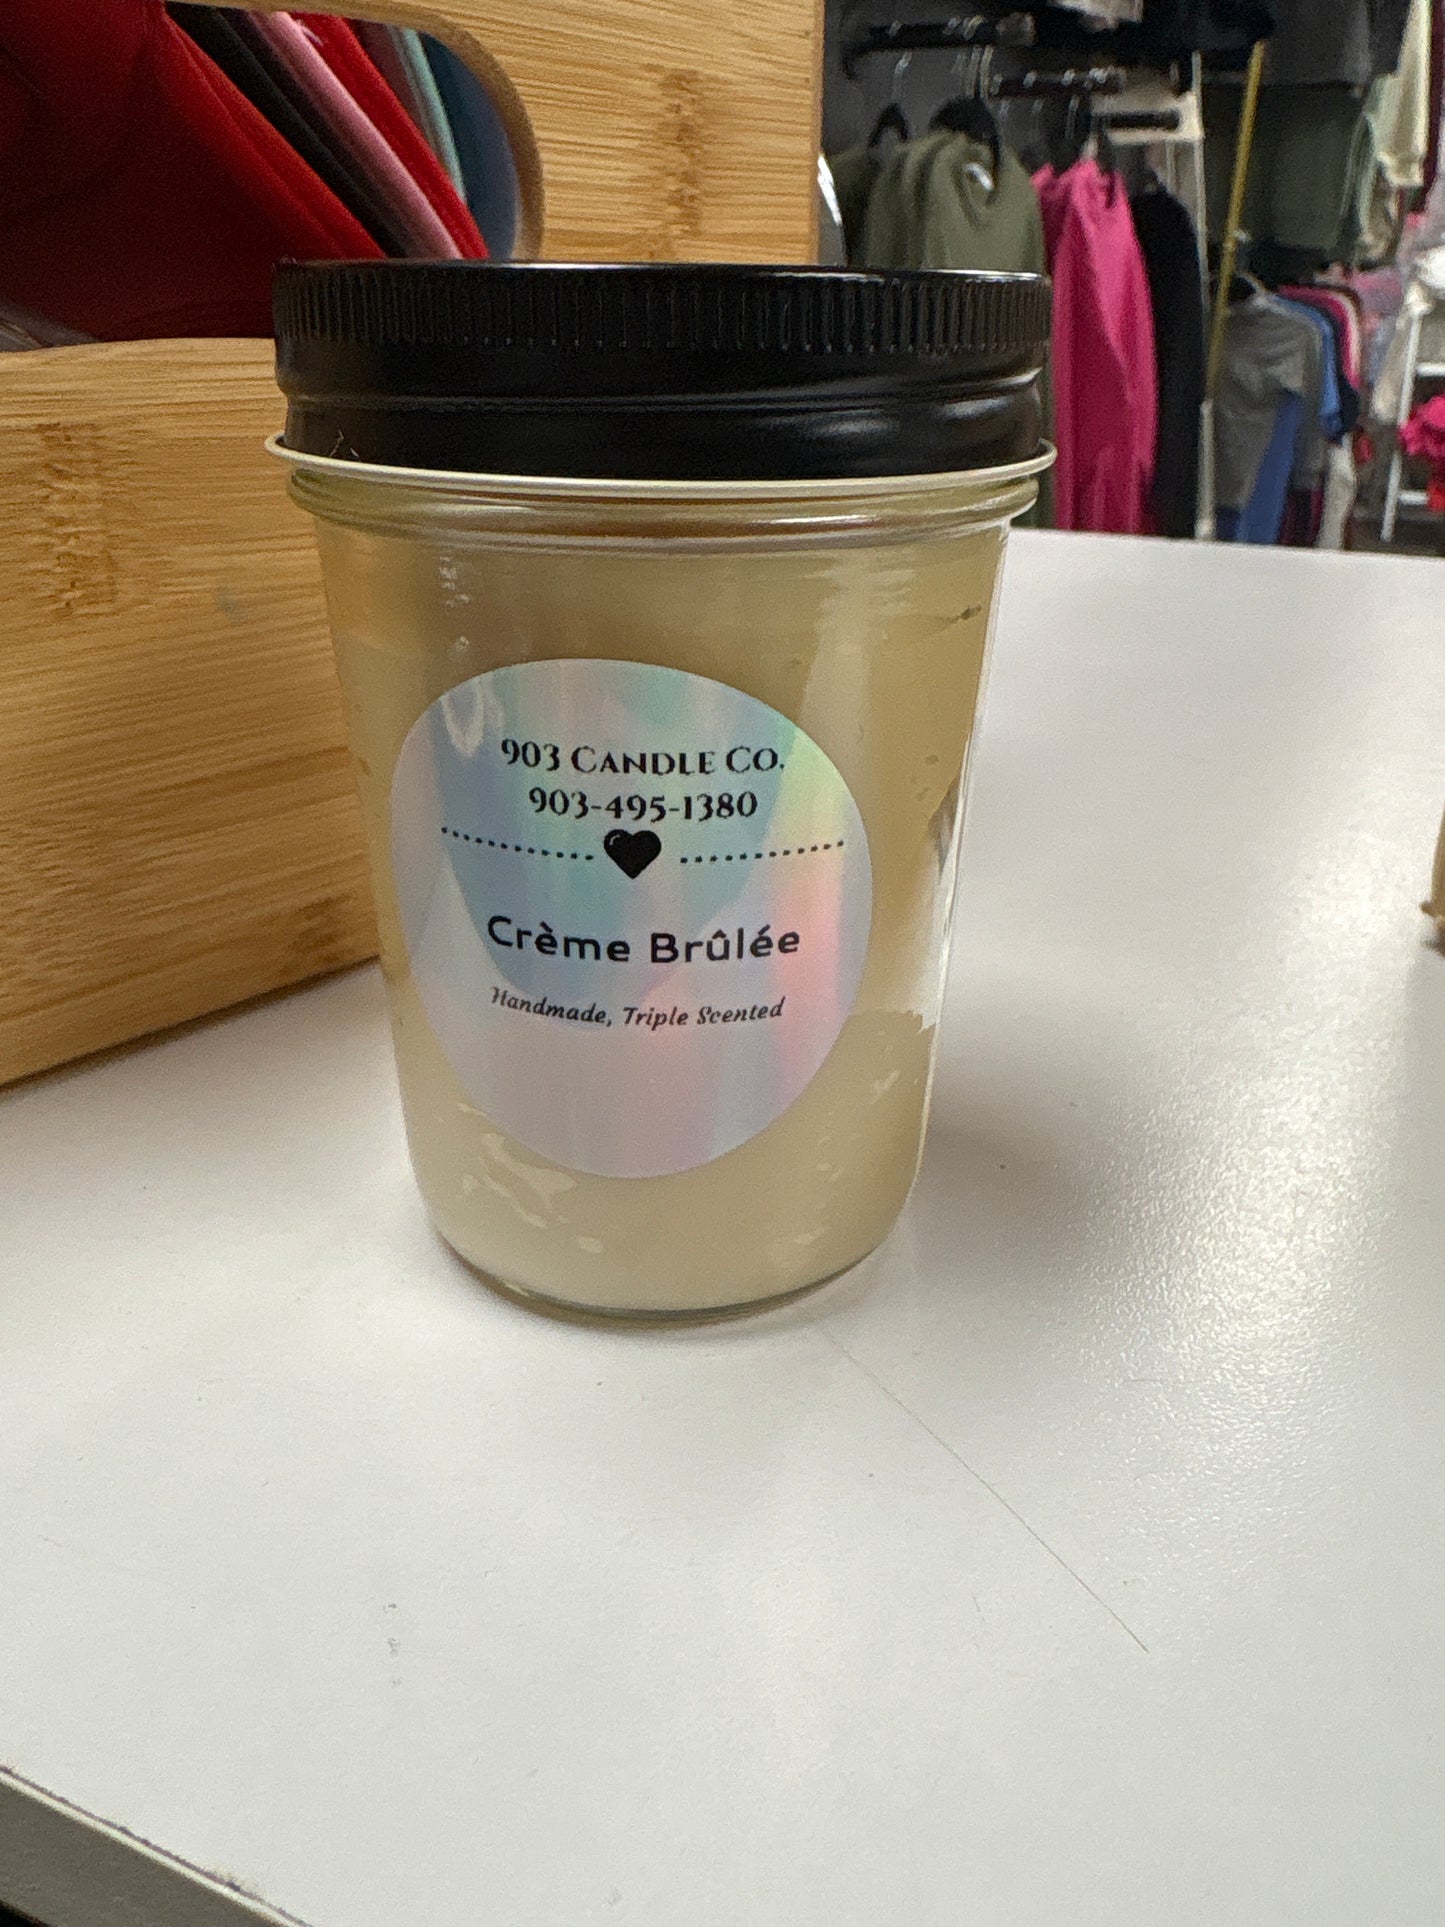 903 Candle Co.
903-495-1380
Crème Brûlée
Handmade, Triple Scented